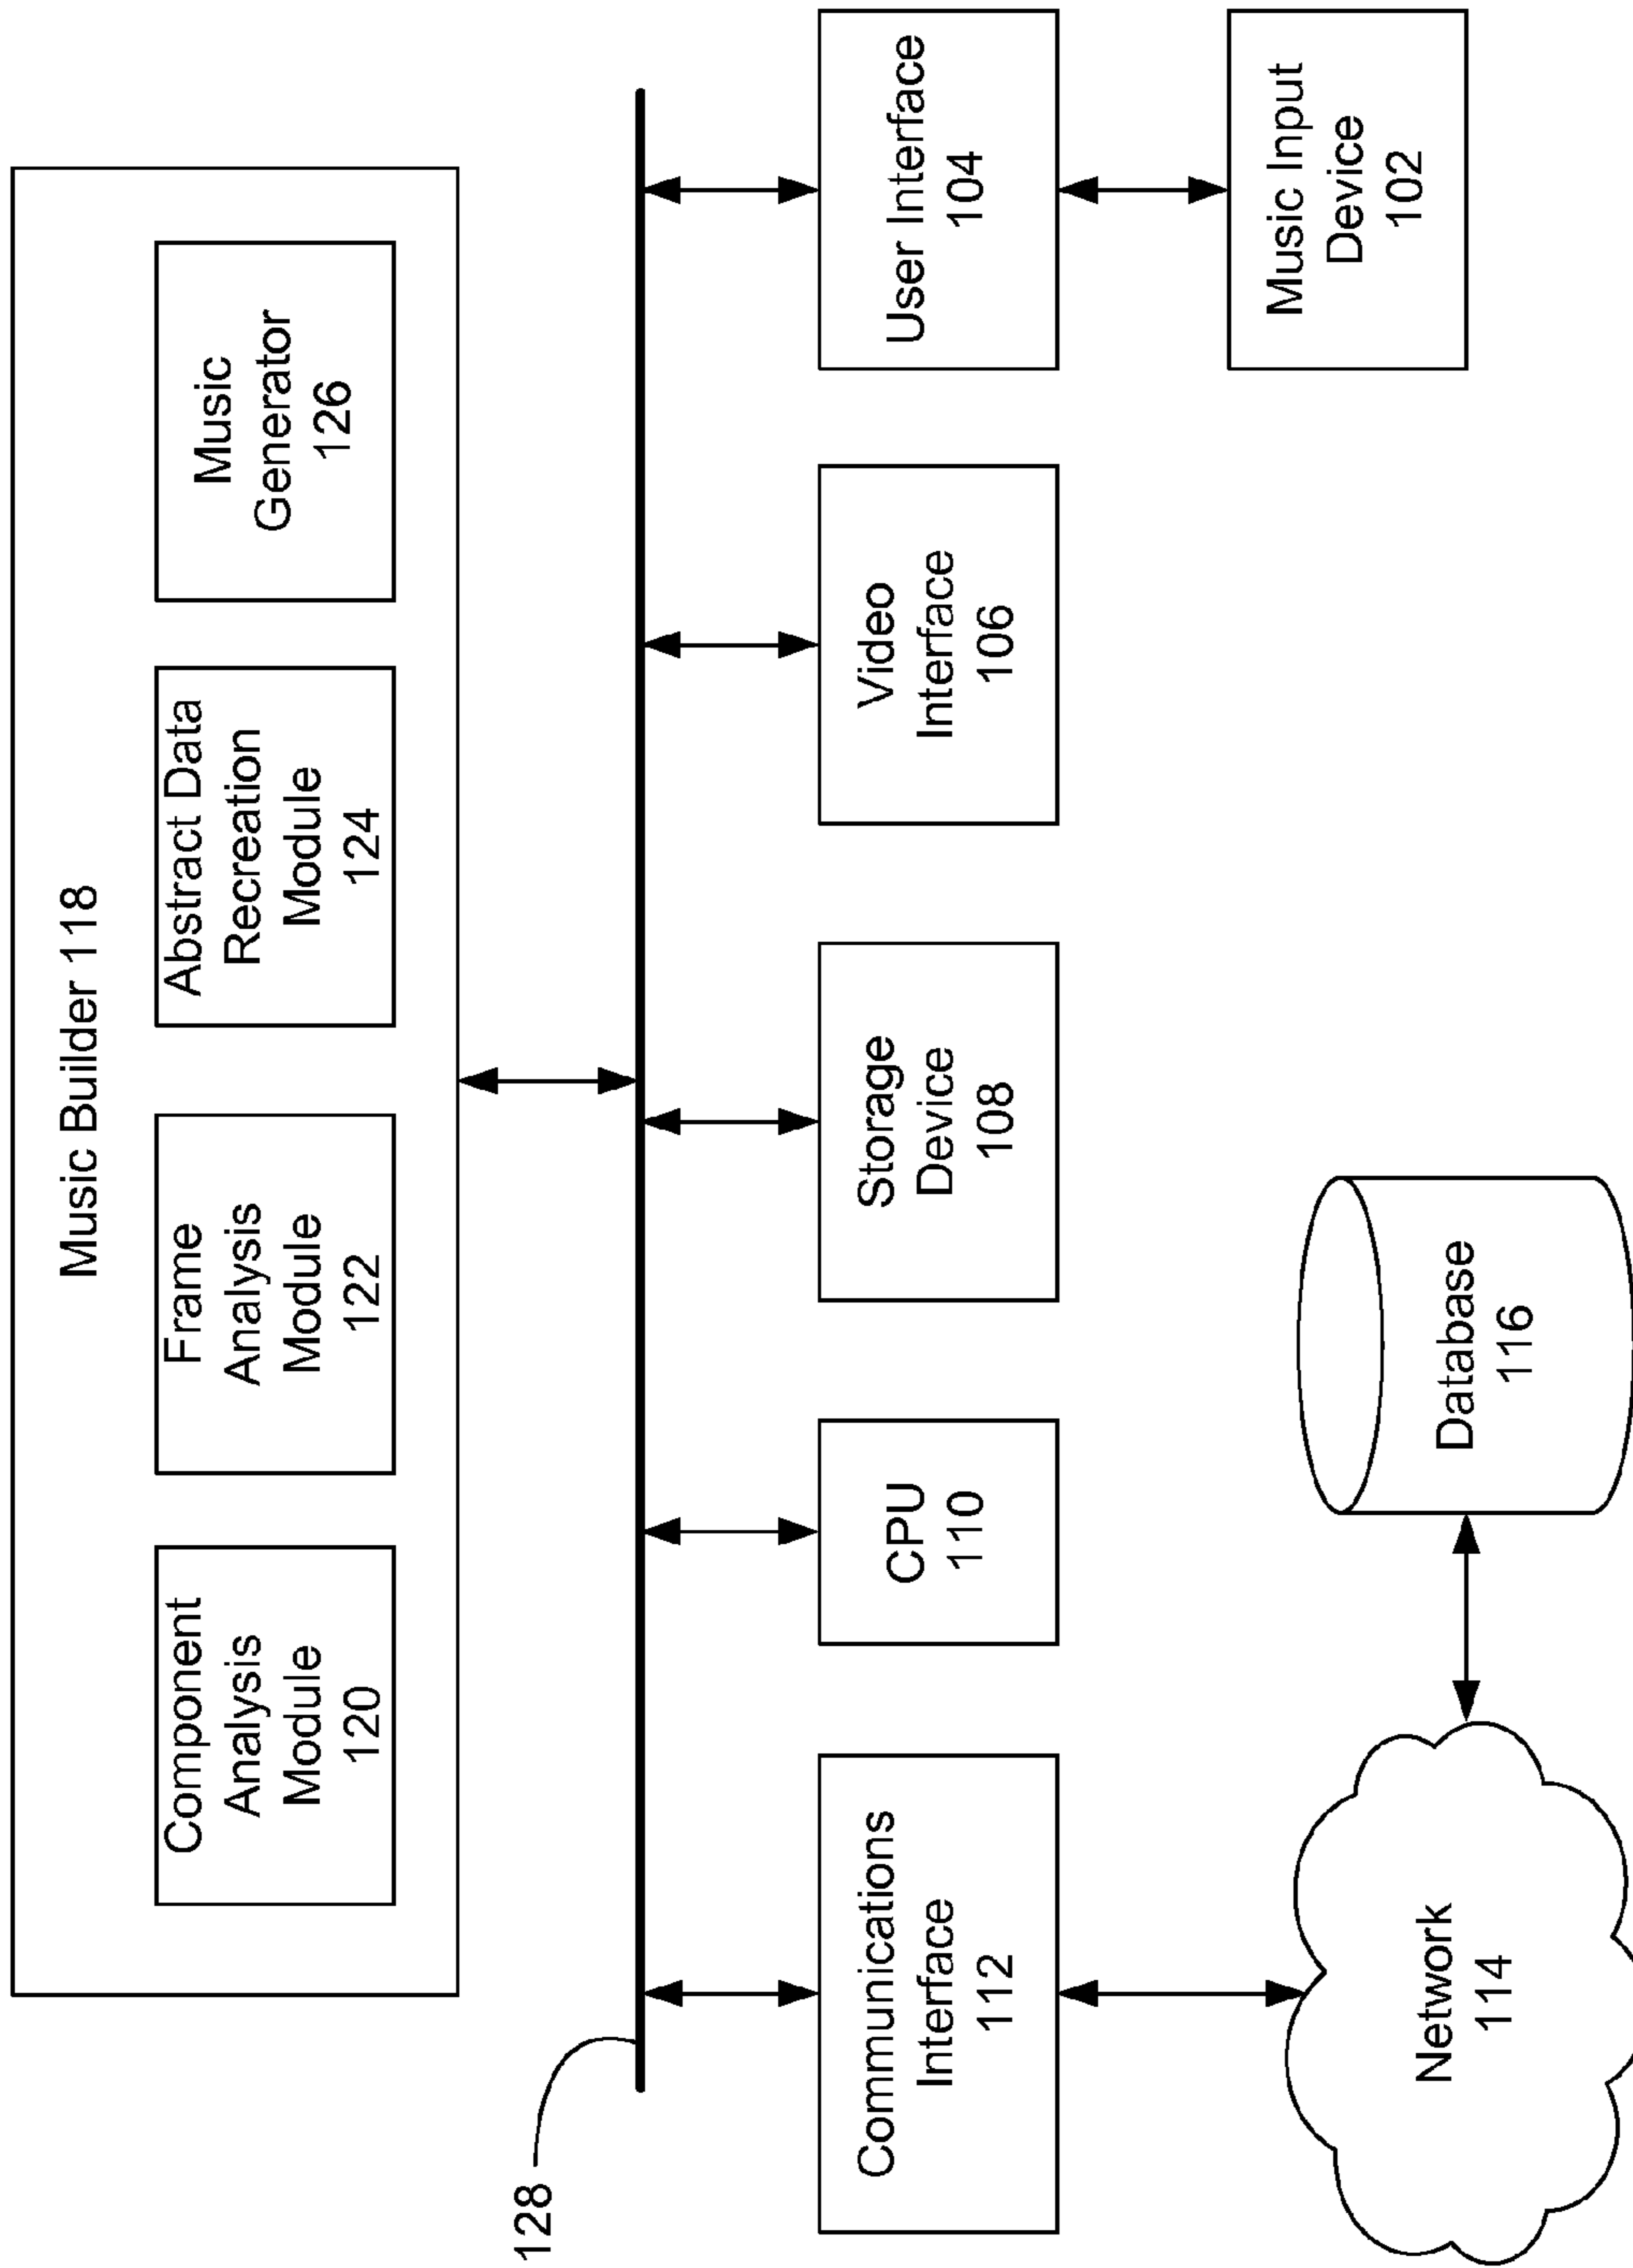 Music Builder 118
Component
Analysis
Module
120
Frame
Analysis
Module
122
Abstract Data
Recreation
Module
124
Music
Generator
126
128
Communications
Interface
112
CPU
110
Storage
Device
108
Video
Interface
106
User Interface
104
Network
114
Database
116
Music Input
Device
102